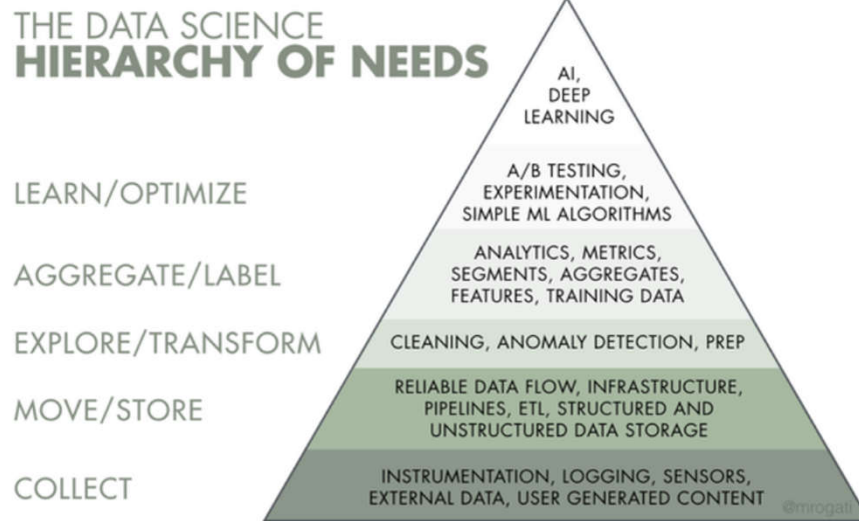 THE DATA SCIENCE
HIERARCHY OF NEEDS
AI,
DEEP
LEARNING
LEARN/OPTIMIZE
A/B TESTING,
EXPERIMENTATION,
SIMPLE ML ALGORITHMS
AGGREGATE/LABEL
ANALYTICS, METRICS,
SEGMENTS, AGGREGATES,
FEATURES, TRAINING DATA
EXPLORE/TRANSFORM
CLEANING, ANOMALY DETECTION, PREP
MOVE/STORE
RELIABLE DATA FLOW, INFRASTRUCTURE,
PIPELINES, ETL, STRUCTURED AND
UNSTRUCTURED DATA STORAGE
COLLECT
INSTRUMENTATION, LOGGING, SENSORS,
EXTERNAL DATA, USER GENERATED CONTENT
@mrogati